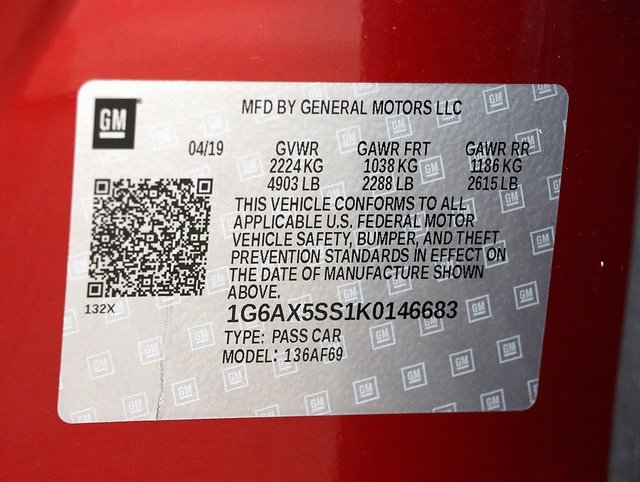 GM
MFD BY GENERAL MOTORS LLC
04/19 GVWR GAWR FRT GAWR RR
2224 KG 1038 KG 1186 KG
4903 LB 2288 LB 2615 LB
THIS VEHICLE CONFORMS TO ALL
APPLICABLE U.S. FEDERAL MOTOR
VEHICLE SAFETY, BUMPER, AND THEFT
PREVENTION STANDARDS IN EFFECT ON
THE DATE OF MANUFACTURE SHOWN
ABOVE.
132X
1G6AX5SS1K0146683
TYPE: PASS CAR
MODEL: 136AF69